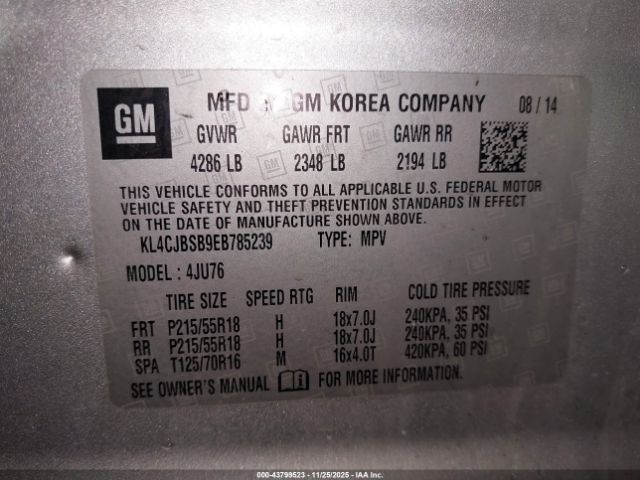 GM MFD BY GM KOREA COMPANY 08/14
GVWR GAWR FRT GAWR RR
4286 LB 2348 LB 2194 LB
THIS VEHICLE CONFORMS TO ALL APPLICABLE U.S. FEDERAL MOTOR
VEHICLE SAFETY AND THEFT PREVENTION STANDARDS IN EFFECT
ON THE DATE OF MANUFACTURE SHOWN ABOVE.
KL4CJBSB9EB785239 TYPE: MPV
MODEL: 4JU76
TIRE SIZE SPEED RTG RIM COLD TIRE PRESSURE
FRT P215/55R18 H 18x7.0J 240KPA, 35 PSI
RR P215/55R18 H 18x7.0J 240KPA, 35 PSI
SPA T125/70R16 M 16x4.0T 420KPA, 60 PSI
SEE OWNER'S MANUAL FOR MORE INFORMATION.
000-43799523 - 11/25/2025 - IAA Inc.